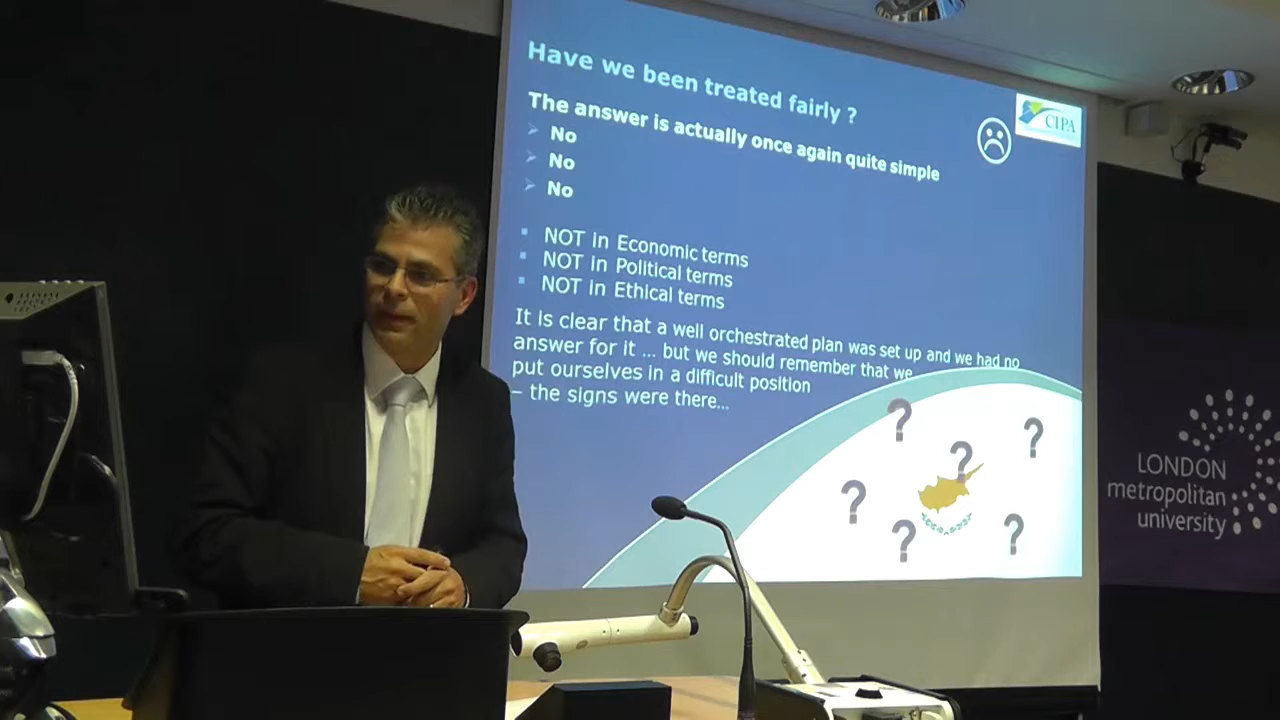 Have we been treated fairly ?
CIPA
The answer is actually once again quite simple
➢ No
➢ No
➢ No
▪ NOT in Economic terms
▪ NOT in Political terms
▪ NOT in Ethical terms
It is clear that a well orchestrated plan was set up and we had no
answer for it ... but we should remember that we
put ourselves in a difficult position
– the signs were there...
? ? ?
? ? ?
LONDON
metropolitan
university